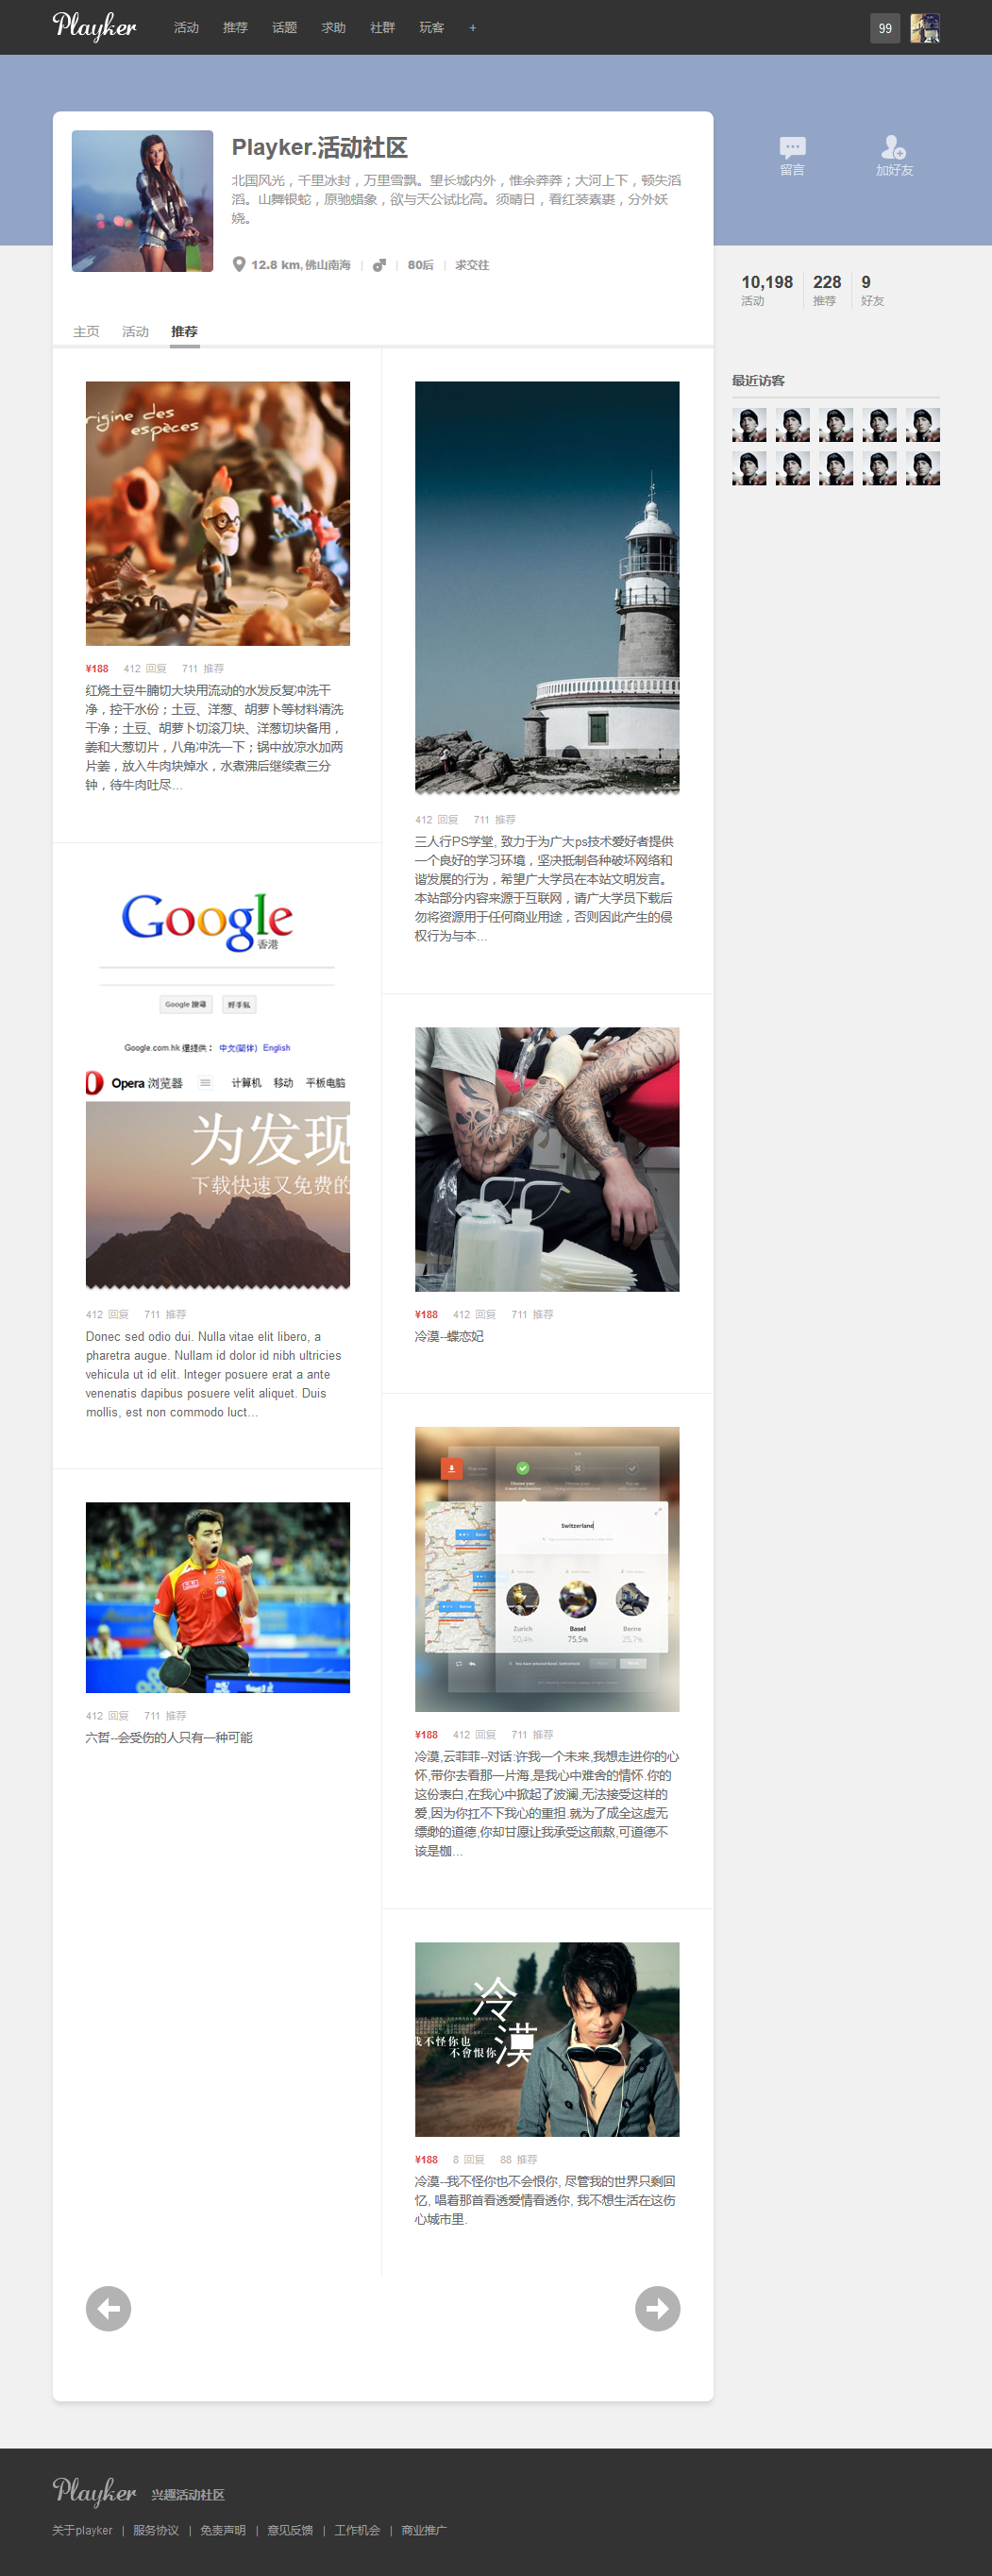 Playker 活动 推荐 话题 求助 社群 玩客 + 99
Playker.活动社区
北国风光，千里冰封，万里雪飘。望长城内外，惟余莽莽；大河上下，顿失滔
滔。山舞银蛇，原驰蜡象，欲与天公试比高。须晴日，看红装素裹，分外妖
娆。
12.8 km, 佛山南海 | | 80后 | 求交往
留言 加好友
10,198 228 9
活动 推荐 好友
主页 活动 推荐
最近访客
rigine des
espèces
¥188 412 回复 711 推荐
红烧土豆牛腩切大块用流动的水发反复冲洗干
净，控干水份；土豆、洋葱、胡萝卜等材料清洗
干净；土豆、胡萝卜切滚刀块、洋葱切块备用，
姜和大葱切片，八角冲洗一下；锅中放凉水加两
片姜，放入牛肉块焯水，水煮沸后继续煮三分
钟，待牛肉吐尽...
Google
香港
Google 搜尋 好手氣
Google.com.hk 還提供： 中文(简体) English
Opera 浏览器 计算机 移动 平板电脑
为发现
下载快速又免费的
412 回复 711 推荐
Donec sed odio dui. Nulla vitae elit libero, a
pharetra augue. Nullam id dolor id nibh ultricies
vehicula ut id elit. Integer posuere erat a ante
venenatis dapibus posuere velit aliquet. Duis
mollis, est non commodo luct...
412 回复 711 推荐
六哲--会受伤的人只有一种可能
412 回复 711 推荐
三人行PS学堂, 致力于为广大ps技术爱好者提供
一个良好的学习环境，坚决抵制各种破坏网络和
谐发展的行为，希望广大学员在本站文明发言。
本站部分内容来源于互联网，请广大学员下载后
勿将资源用于任何商业用途，否则因此产生的侵
权行为与本...
¥188 412 回复 711 推荐
冷漠--蝶恋妃
Choose your
travel destination
Switzerland
Zurich Basel Berne
50,4% 75,5% 25,7%
¥188 412 回复 711 推荐
冷漠,云菲菲--对话:许我一个未来,我想走进你的心
怀,带你去看那一片海,是我心中难舍的情怀.你的
这份表白,在我心中掀起了波澜,无法接受这样的
爱,因为你扛不下我心的重担.就为了成全这虚无
缥缈的道德,你却甘愿让我承受这煎熬,可道德不
该是枷...
冷漠
我不怪你也
不會恨你
¥188 8 回复 88 推荐
冷漠--我不怪你也不会恨你, 尽管我的世界只剩回
忆, 唱着那首看透爱情看透你, 我不想生活在这伤
心城市里.
Playker 兴趣活动社区
关于playker | 服务协议 | 免责声明 | 意见反馈 | 工作机会 | 商业推广